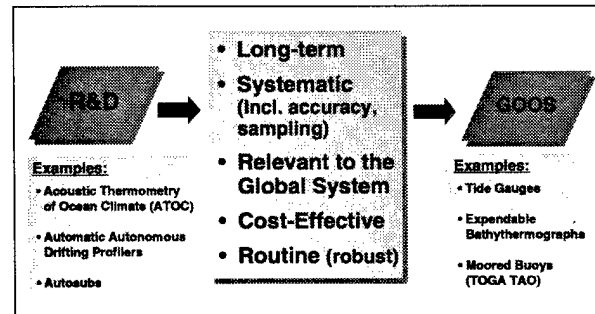 R&D
Examples:
• Acoustic Thermometry
of Ocean Climate (ATOC)
• Automatic Autonomous
Drifting Profilers
• Autosubs
• Long-term
• Systematic
(incl. accuracy,
sampling)
• Relevant to the
Global System
• Cost-Effective
• Routine (robust)
GOOS
Examples:
• Tide Gauges
• Expendable
Bathythermographs
• Moored Buoys
(TOGA TAO)